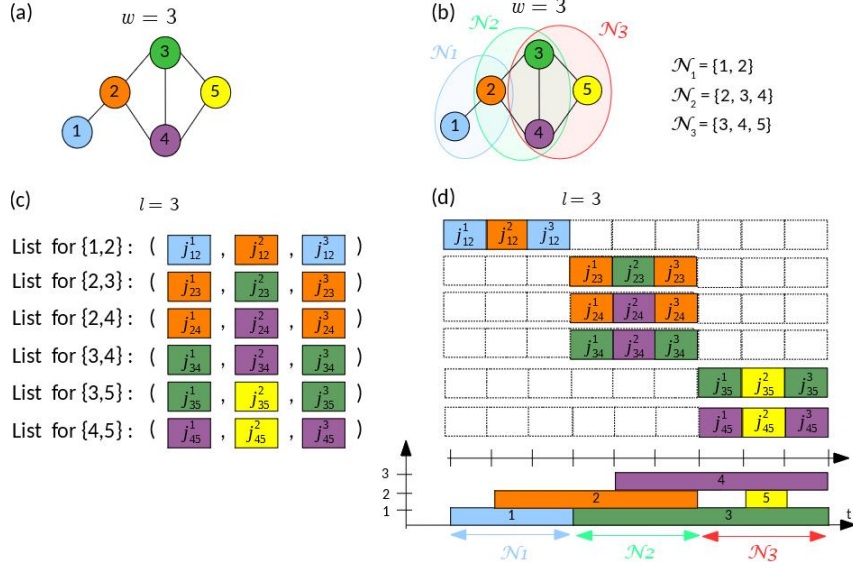 (a)
w = 3
3
2
5
1
4
(b)
w = 3
𝒩1
𝒩2
𝒩3
3
2
5
1
4
𝒩₁ = {1, 2}
𝒩₂ = {2, 3, 4}
𝒩₃ = {3, 4, 5}
(c)
l = 3
List for {1,2} : ( j¹₁₂ , j²₁₂ , j³₁₂ )
List for {2,3} : ( j¹₂₃ , j²₂₃ , j³₂₃ )
List for {2,4} : ( j¹₂₄ , j²₂₄ , j³₂₄ )
List for {3,4} : ( j¹₃₄ , j²₃₄ , j³₃₄ )
List for {3,5} : ( j¹₃₅ , j²₃₅ , j³₃₅ )
List for {4,5} : ( j¹₄₅ , j²₄₅ , j³₄₅ )
(d)
l = 3
j¹₁₂ j²₁₂ j³₁₂
j¹₂₃ j²₂₃ j³₂₃
j¹₂₄ j²₂₄ j³₂₄
j¹₃₄ j²₃₄ j³₃₄
j¹₃₅ j²₃₅ j³₃₅
j¹₄₅ j²₄₅ j³₄₅
3 4
2 2 5
1 1 3 t
𝒩1 𝒩2 𝒩3